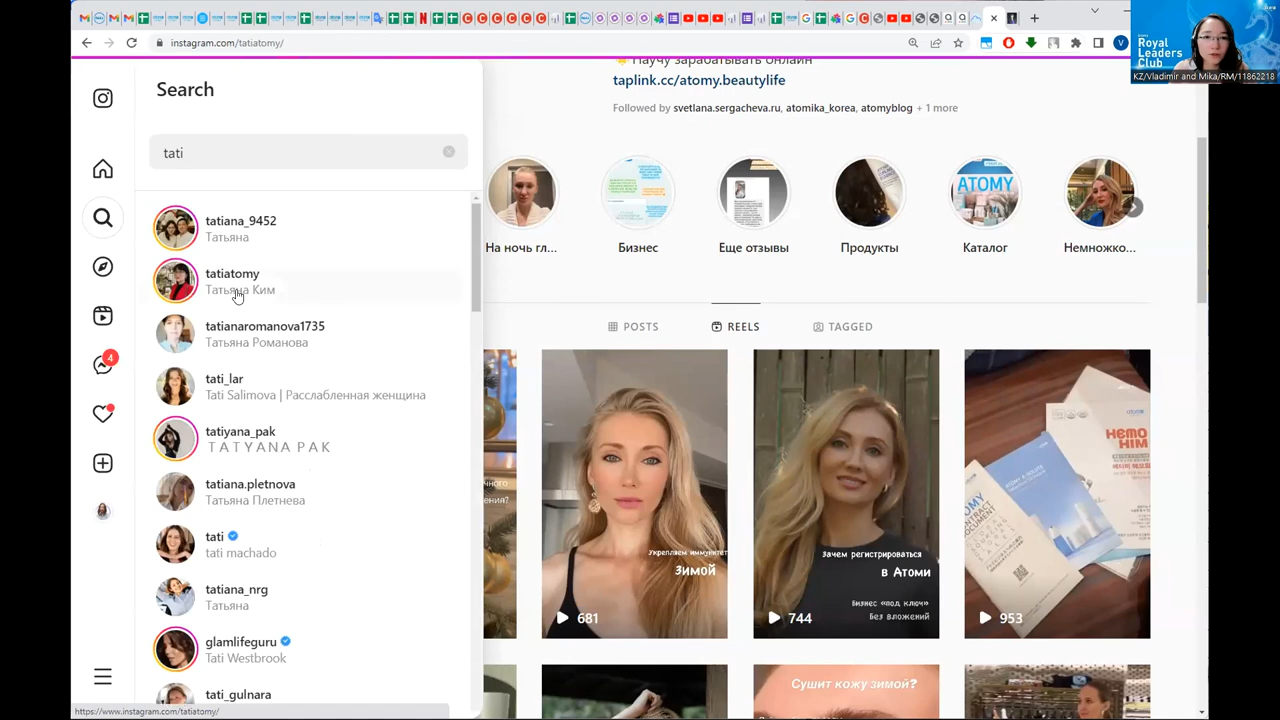 instagram.com/tatiatomy/
Royal
Leaders
Club
KZ/Vladimir and Mika/RM/11862218
Search
tati
tatiana_9452
Татьяна
tatiatomy
Татьяна Ким
tatianaromanova1735
Татьяна Романова
tati_lar
Tati Salimova | Расслабленная женщина
tatiyana_pak
T A T Y A N A P A K
tatiana.pletnova
Татьяна Плетнева
tati
tati machado
tatiana_nrg
Татьяна
glamlifeguru
Tati Westbrook
tati_gulnara
4
https://www.instagram.com/tatiatomy/
Научу зарабатывать онлайн
taplink.cc/atomy.beautylife
Followed by svetlana.sergacheva.ru, atomika_korea, atomyblog + 1 more
ATOMY
На ночь гл...
Бизнес
Еще отзывы
Продукты
Каталог
Немножко...
POSTS
REELS
TAGGED
Укрепляем иммунитет
Зимой
681
Зачем регистрироваться
в Атоми
Бизнес «под ключ»
Без вложений
744
HEMO
HIM
953
Сушит кожу зимой?